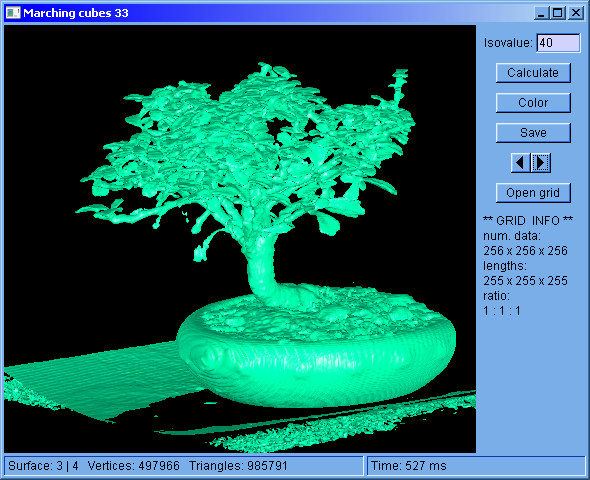 Marching cubes 33
Isovalue: 40
Calculate
Color
Save
Open grid
** GRID INFO **
num. data:
256 x 256 x 256
lengths:
255 x 255 x 255
ratio:
1 : 1 : 1
Surface: 3 | 4 Vertices: 497966 Triangles: 985791
Time: 527 ms